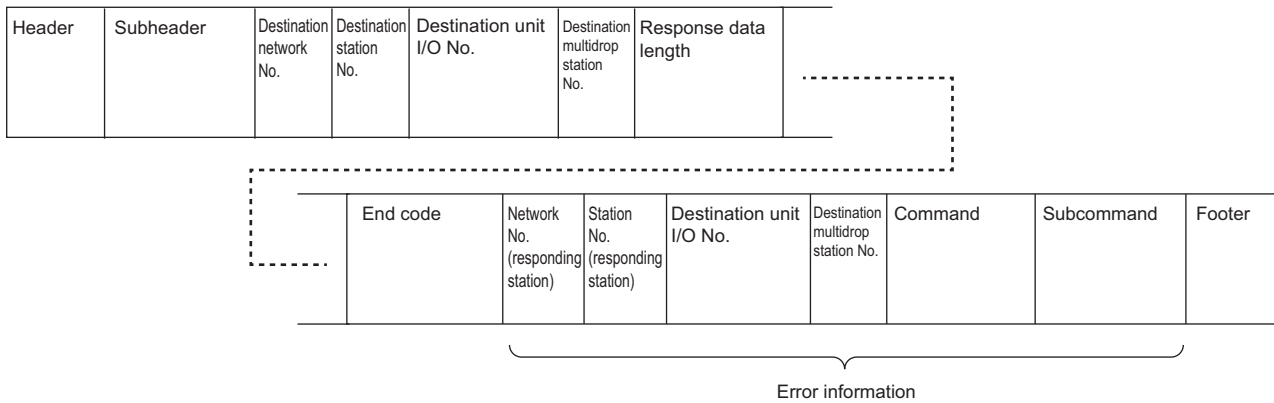 Header
Subheader
Destination
network
No.
Destination
station
No.
Destination unit
I/O No.
Destination
multidrop
station
No.
Response data
length
End code
Network
No.
(responding
station)
Station
No.
(responding
station)
Destination unit
I/O No.
Destination
multidrop
station No.
Command
Subcommand
Footer
Error information